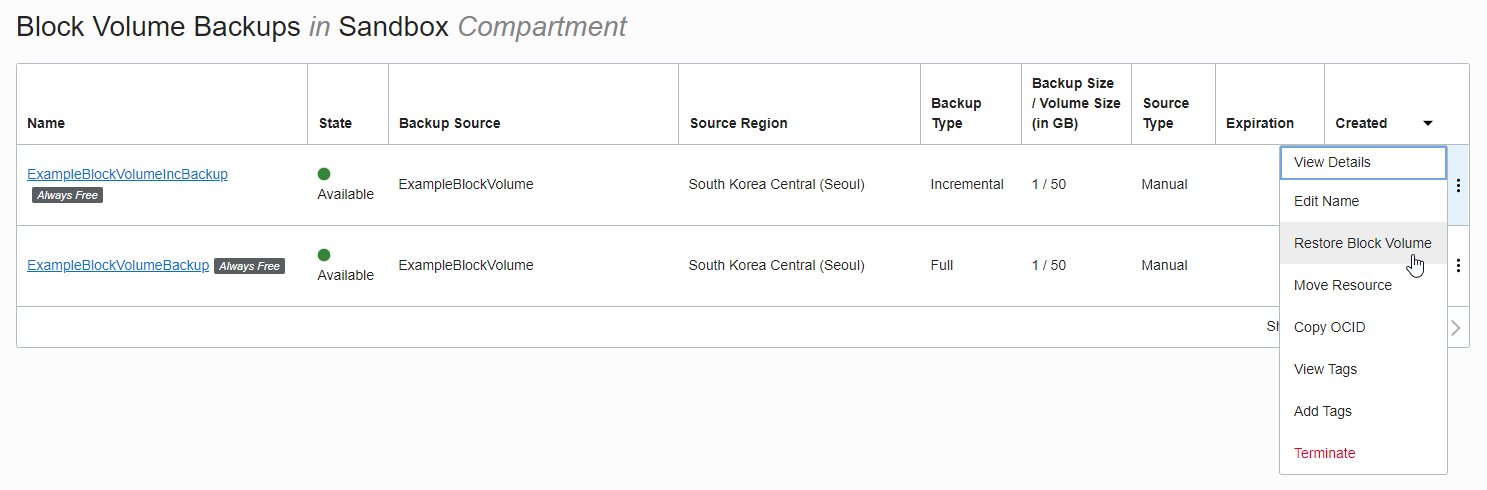 Block Volume Backups in Sandbox Compartment
Name
State
Backup Source
Source Region
Backup
Type
Backup Size
/ Volume Size
(in GB)
Source
Type
Expiration
Created
ExampleBlockVolumeIncBackup
Always Free
Available
ExampleBlockVolume
South Korea Central (Seoul)
Incremental
1 / 50
Manual
ExampleBlockVolumeBackup Always Free
Available
ExampleBlockVolume
South Korea Central (Seoul)
Full
1 / 50
Manual
View Details
Edit Name
Restore Block Volume
Move Resource
Copy OCID
View Tags
Add Tags
Terminate